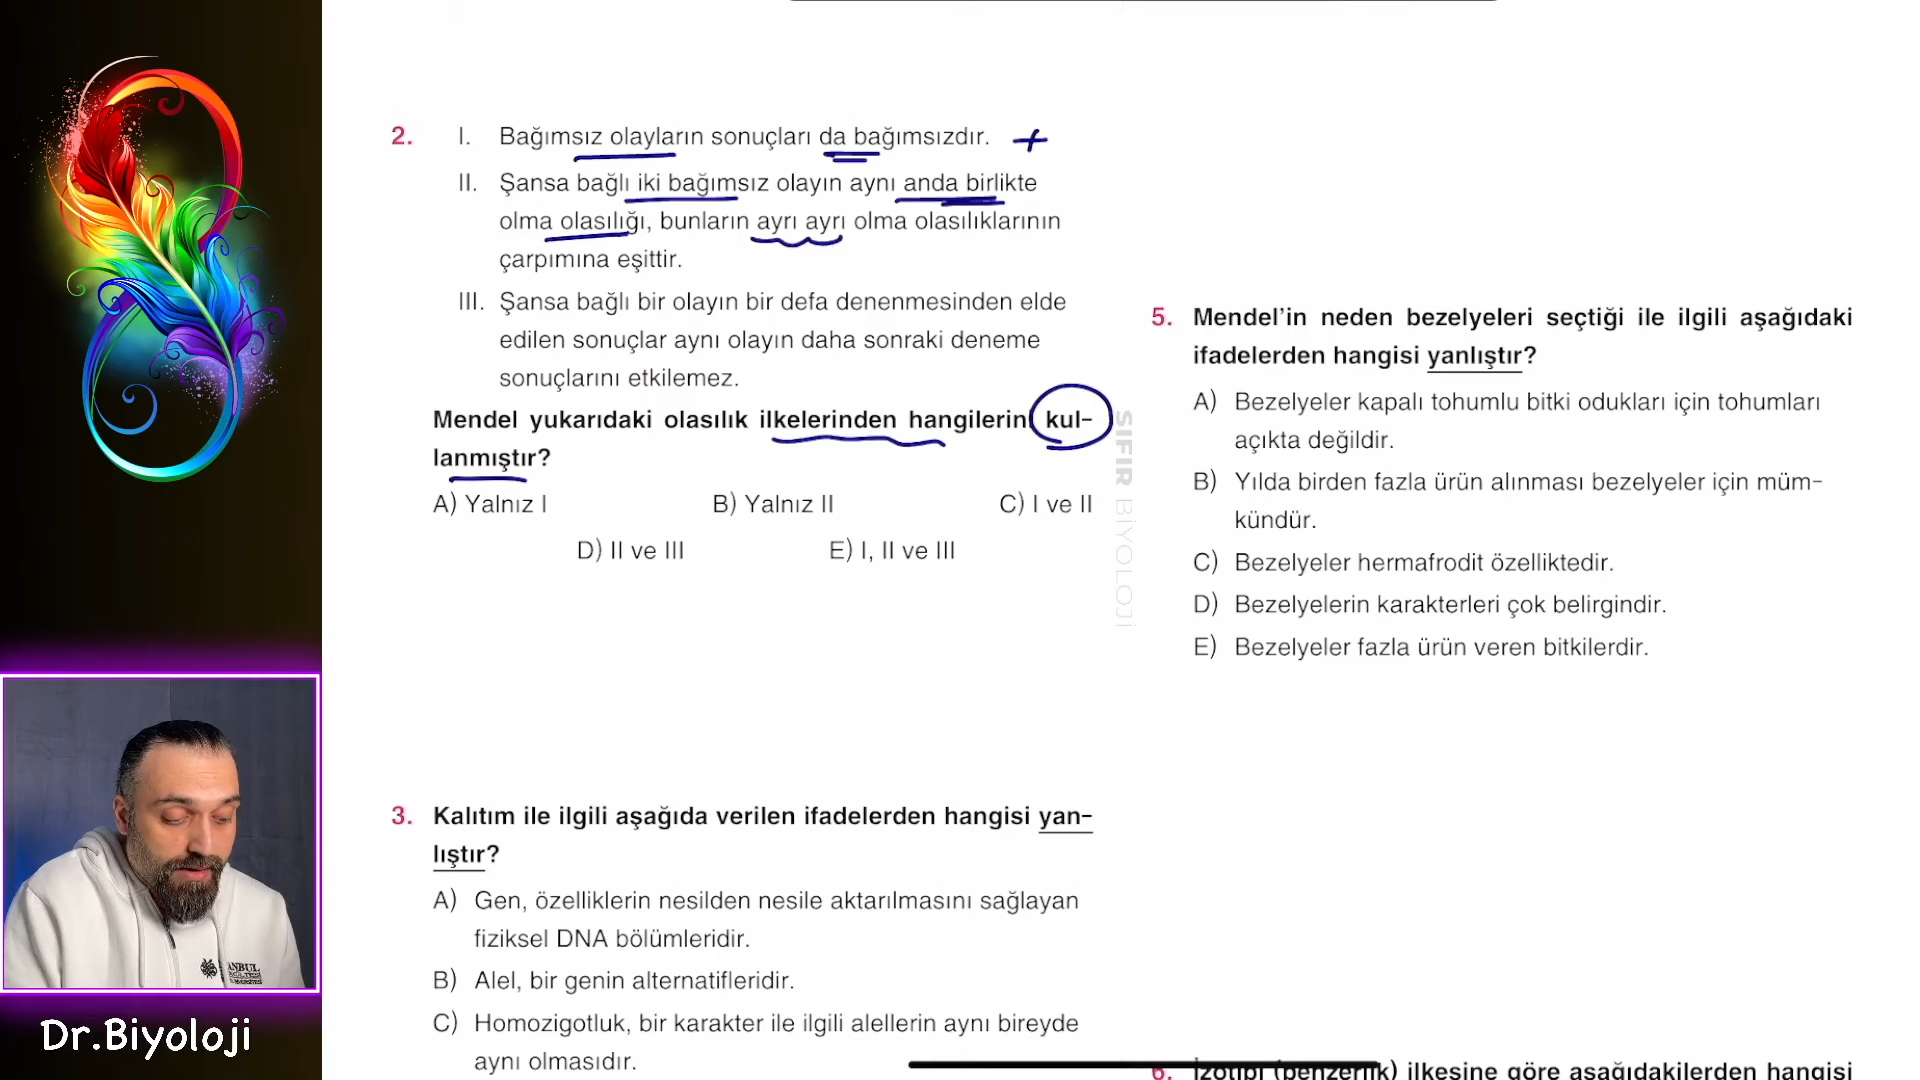 2. I. Bağımsız olayların sonuçları da bağımsızdır. +
II. Şansa bağlı iki bağımsız olayın aynı anda birlikte
olma olasılığı, bunların ayrı ayrı olma olasılıklarının
çarpımına eşittir.
III. Şansa bağlı bir olayın bir defa denenmesinden elde
edilen sonuçlar aynı olayın daha sonraki deneme
sonuçlarını etkilemez.
Mendel yukarıdaki olasılık ilkelerinden hangilerini kul-
lanmıştır?
A) Yalnız I B) Yalnız II C) I ve II
D) II ve III E) I, II ve III
3. Kalıtım ile ilgili aşağıda verilen ifadelerden hangisi yan-
lıştır?
A) Gen, özelliklerin nesilden nesile aktarılmasını sağlayan
fiziksel DNA bölümleridir.
B) Alel, bir genin alternatifleridir.
C) Homozigotluk, bir karakter ile ilgili alellerin aynı bireyde
aynı olmasıdır.
SIFIR BİYOLOJİ
5. Mendel’in neden bezelyeleri seçtiği ile ilgili aşağıdaki
ifadelerden hangisi yanlıştır?
A) Bezelyeler kapalı tohumlu bitki odukları için tohumları
açıkta değildir.
B) Yılda birden fazla ürün alınması bezelyeler için müm-
kündür.
C) Bezelyeler hermafrodit özelliktedir.
D) Bezelyelerin karakterleri çok belirgindir.
E) Bezelyeler fazla ürün veren bitkilerdir.
6. İzotipi (benzerlik) ilkesine göre aşağıdakilerden hangisi
Dr.Biyoloji